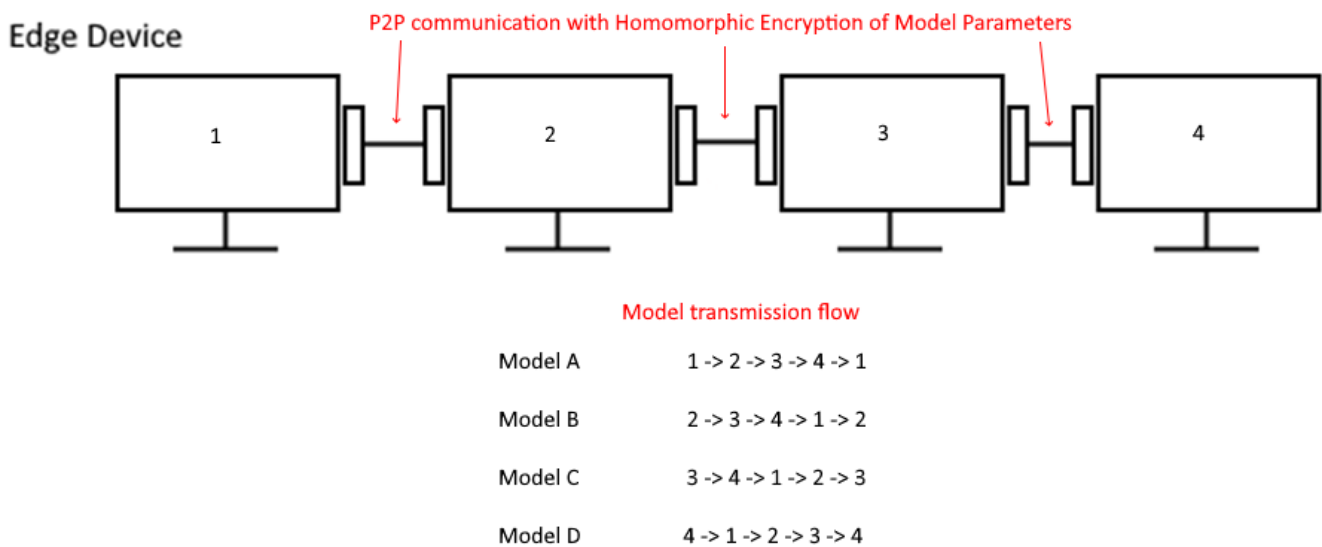 P2P communication with Homomorphic Encryption of Model Parameters
Edge Device
1 2 3 4
Model transmission flow
Model A 1 -> 2 -> 3 -> 4 -> 1
Model B 2 -> 3 -> 4 -> 1 -> 2
Model C 3 -> 4 -> 1 -> 2 -> 3
Model D 4 -> 1 -> 2 -> 3 -> 4